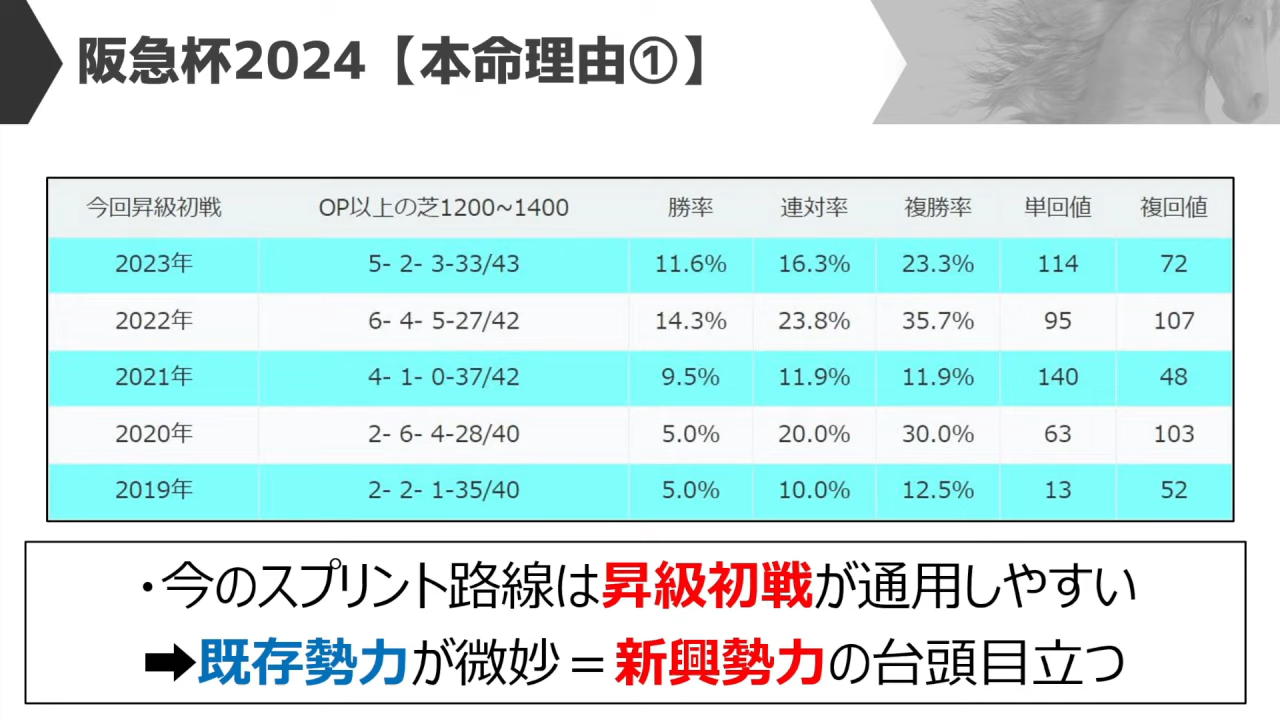 阪急杯2024【本命理由①】
今回昇級初戦 OP以上の芝1200~1400 勝率 連対率 複勝率 単回値 複回値
2023年 5- 2- 3-33/43 11.6% 16.3% 23.3% 114 72
2022年 6- 4- 5-27/42 14.3% 23.8% 35.7% 95 107
2021年 4- 1- 0-37/42 9.5% 11.9% 11.9% 140 48
2020年 2- 6- 4-28/40 5.0% 20.0% 30.0% 63 103
2019年 2- 2- 1-35/40 5.0% 10.0% 12.5% 13 52
・今のスプリント路線は昇級初戦が通用しやすい
➡既存勢力が微妙＝新興勢力の台頭目立つ